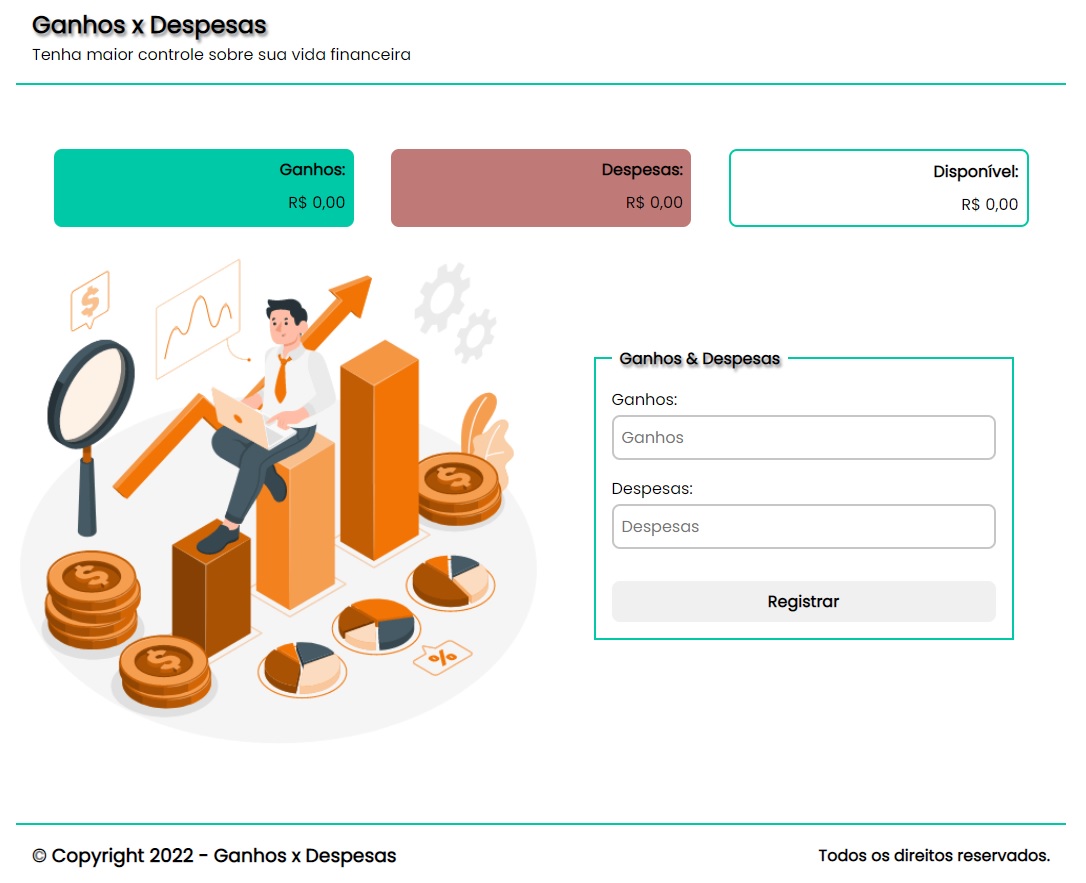 Ganhos x Despesas
Tenha maior controle sobre sua vida financeira
Ganhos:
R$ 0,00
Despesas:
R$ 0,00
Disponível:
R$ 0,00
$
$
$
$
%
Ganhos & Despesas
Ganhos:
Ganhos
Despesas:
Despesas
Registrar
© Copyright 2022 - Ganhos x Despesas
Todos os direitos reservados.